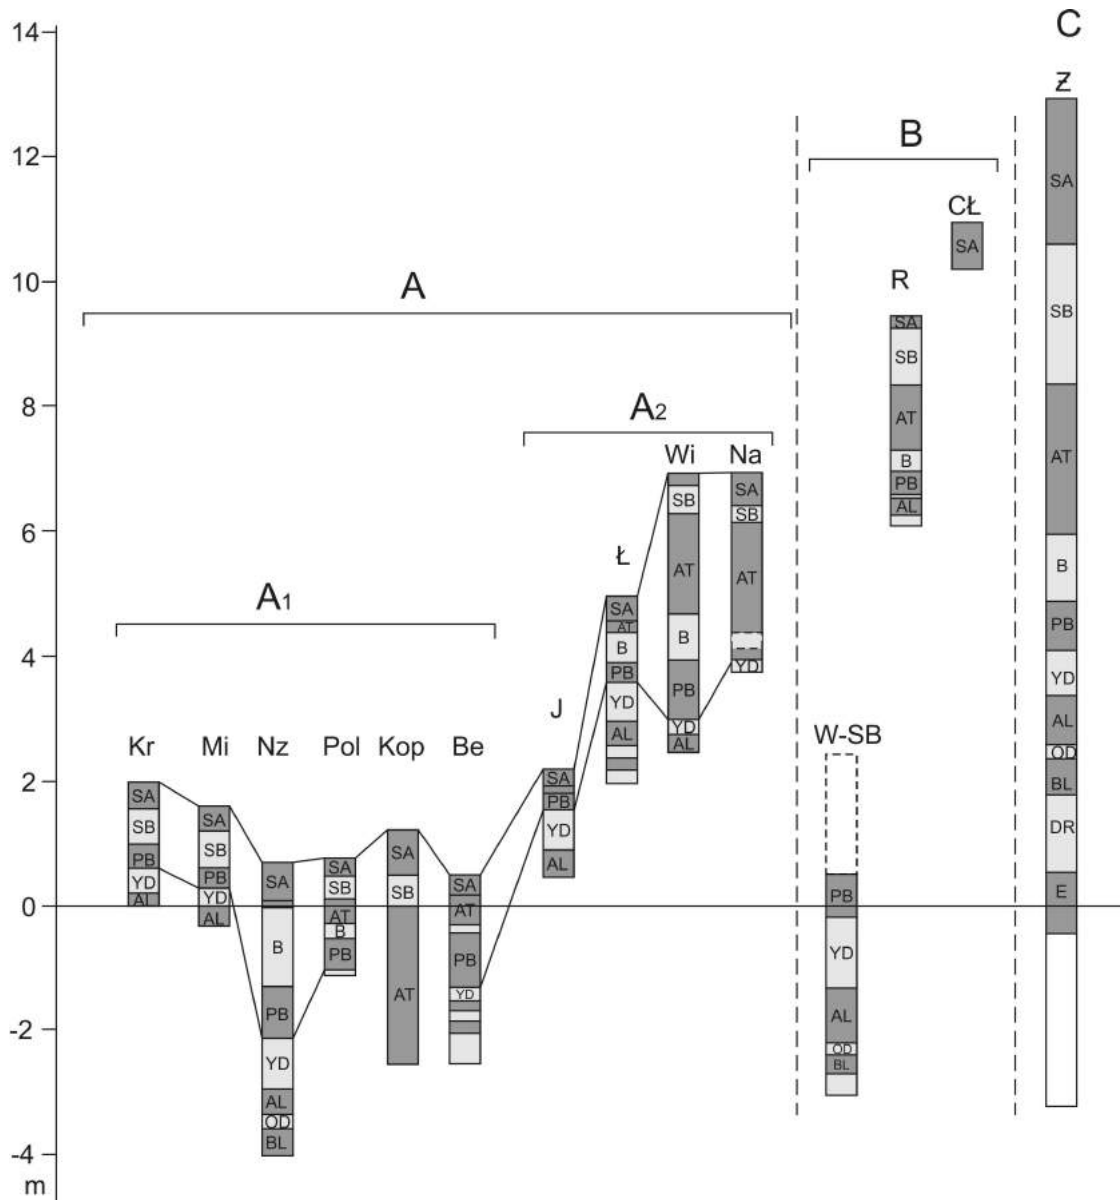 C
14
Ƶ
12
B
CŁ
SA
SA
10
A
R
SA
SB
SB
8
A2
AT
AT
Wi
Na
B
SB
SA
PB
SB
AL
6
Ł
AT
AT
B
SA
AT
B
B
PB
A1
4
PB
PB
YD
YD
YD
YD
AL
AL
AL
J
OD
W-SB
Kr
Mi
Nz
Pol
Kop
Be
2
SA
BL
SA
PB
DR
SB
SA
YD
SB
SA
SA
SA
AL
PB
PB
SA
SB
SB
PB
E
YD
YD
AT
AT
AL
0
AL
B
B
PB
PB
YD
AT
YD
PB
AL
-2
YD
OD
BL
AL
OD
BL
-4
m